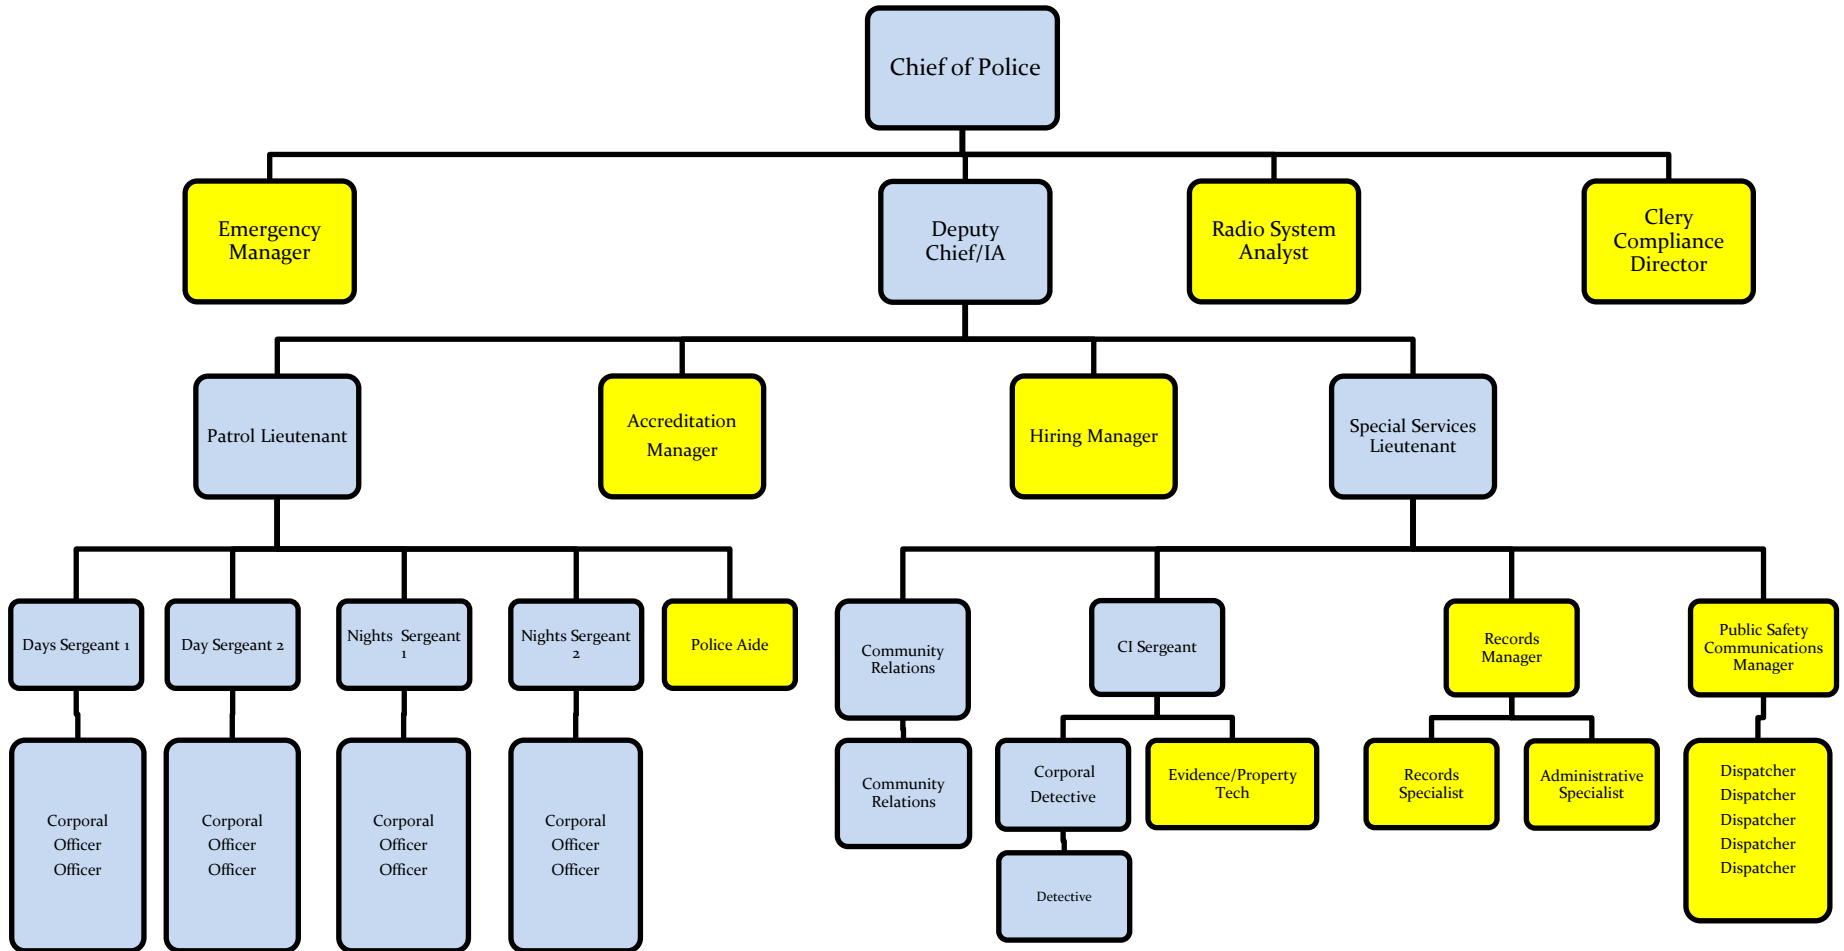 Chief of Police
Emergency
Manager
Deputy
Chief/IA
Radio System
Analyst
Clery
Compliance
Director
Patrol Lieutenant
Accreditation
Manager
Hiring Manager
Special Services
Lieutenant
Days Sergeant 1
Day Sergeant 2
Nights Sergeant
1
Nights Sergeant
2
Police Aide
Community
Relations
CI Sergeant
Records
Manager
Public Safety
Communications
Manager
Corporal
Officer
Officer
Corporal
Officer
Officer
Corporal
Officer
Officer
Corporal
Officer
Officer
Community
Relations
Corporal
Detective
Evidence/Property
Tech
Records
Specialist
Administrative
Specialist
Dispatcher
Dispatcher
Dispatcher
Dispatcher
Dispatcher
Detective